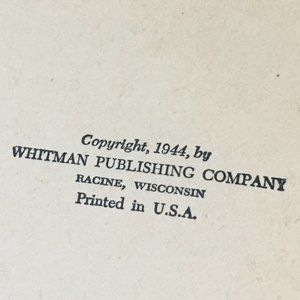 Copyright, 1944, by
WHITMAN PUBLISHING COMPANY
RACINE, WISCONSIN
Printed in U.S.A.